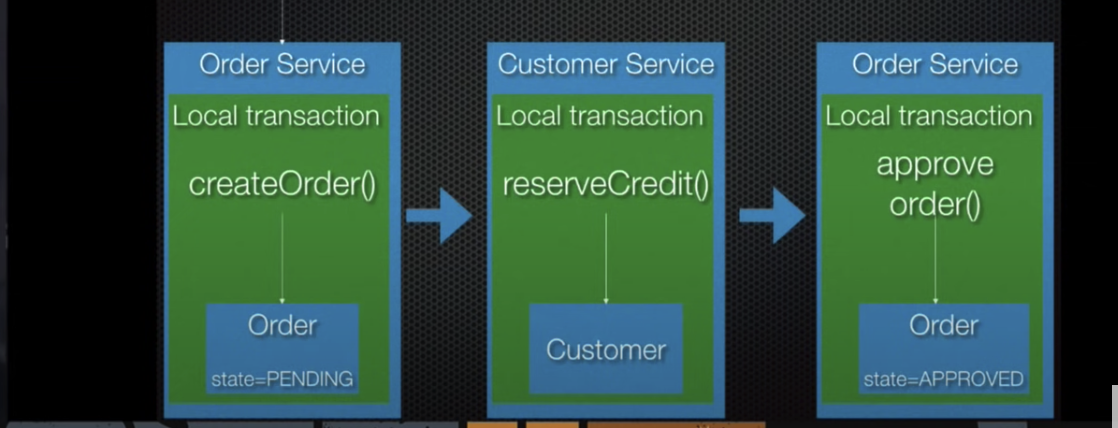 Order Service
Local transaction
createOrder()
Order
state=PENDING
Customer Service
Local transaction
reserveCredit()
Customer
Order Service
Local transaction
approve
order()
Order
state=APPROVED